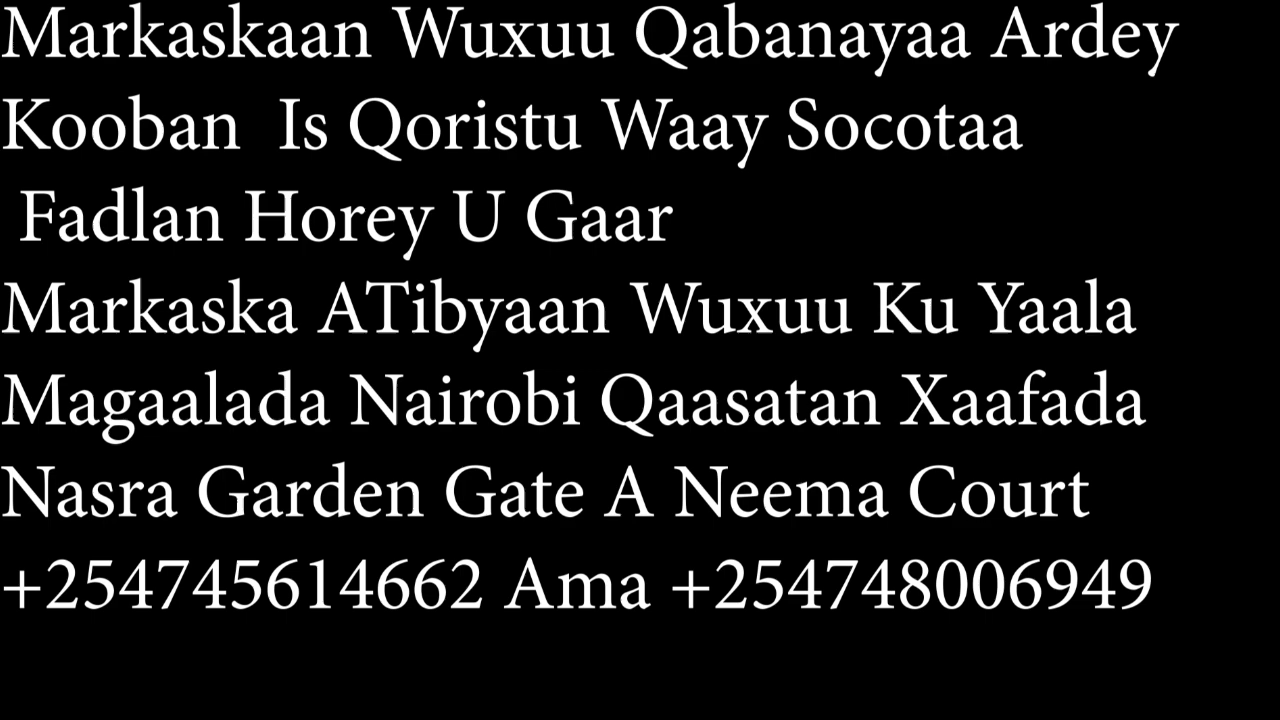 Markaskaan Wuxuu Qabanayaa Ardey
Kooban Is Qoristu Waay Socotaa
Fadlan Horey U Gaar
Markaska ATibyaan Wuxuu Ku Yaala
Magaalada Nairobi Qaasatan Xaafada
Nasra Garden Gate A Neema Court
+254745614662 Ama +254748006949